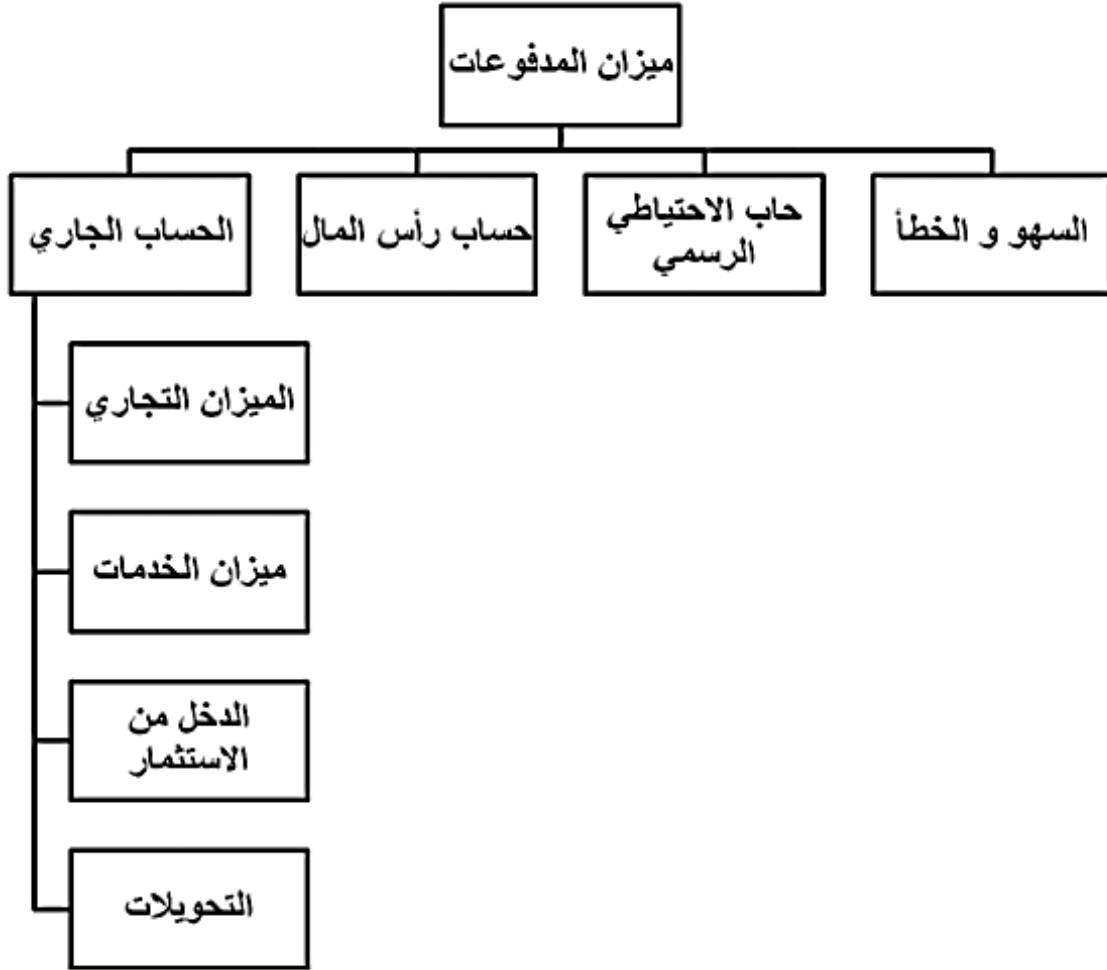 ميزان المدفوعات
السهو و الخطأ
حاب الاحتياطي
الرسمي
حساب رأس المال
الحساب الجاري
الميزان التجاري
ميزان الخدمات
الدخل من
الاستثمار
التحويلات